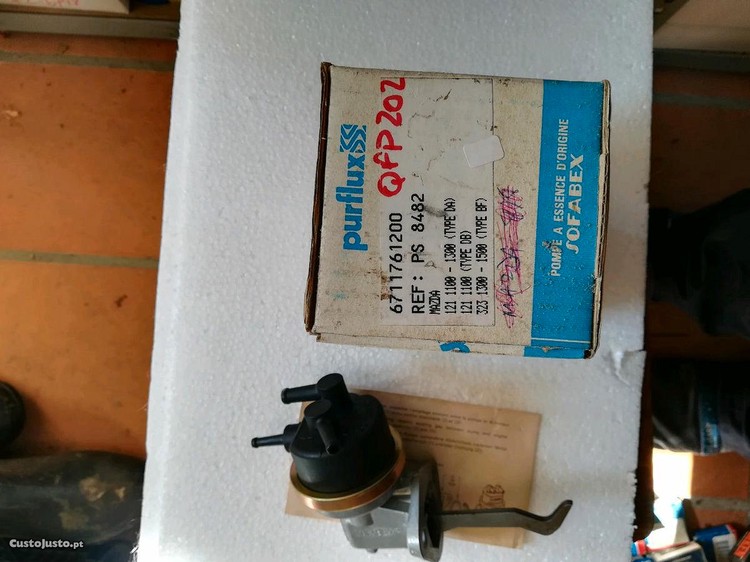 purflux
QFP202
6711761200
REF: PS 8482
MAZDA
121 1100 - 1300 (TYPE DA)
121 1100 (TYPE DB)
323 1300 - 1500 (TYPE BF)
POMPE A ESSENCE D'ORIGINE
SOFABEX
CustoJusto.pt